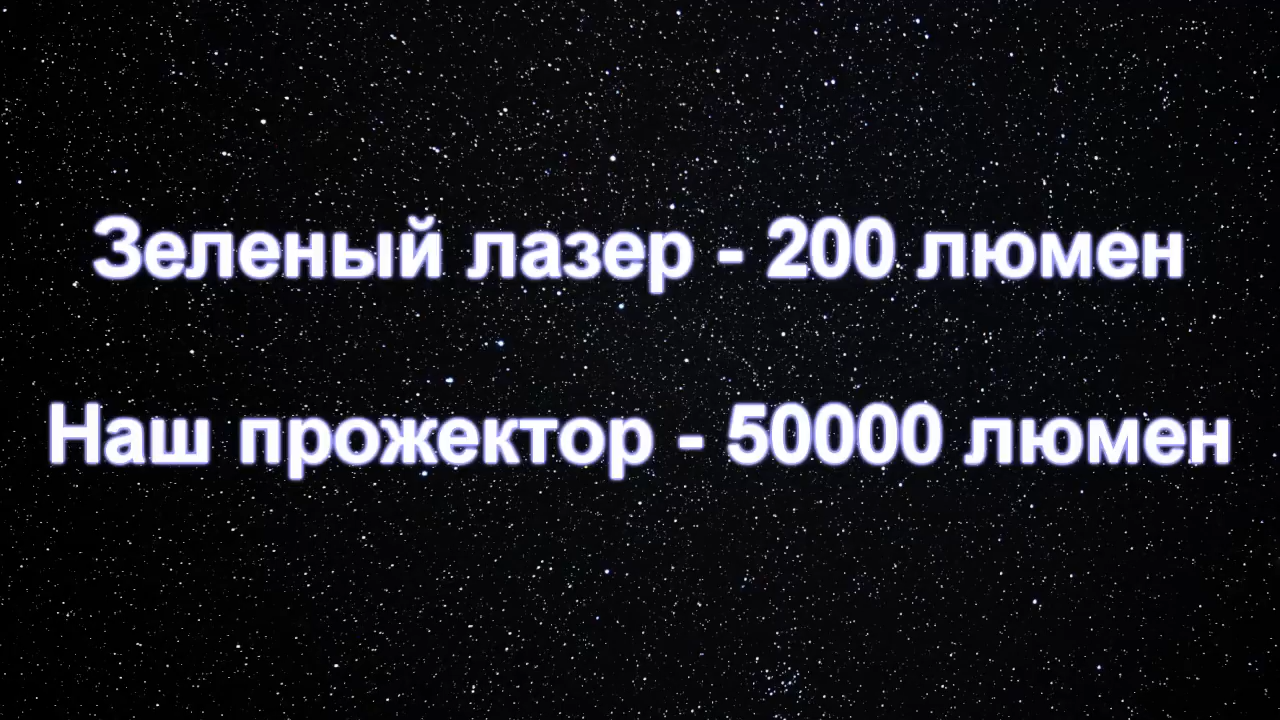 Зеленый лазер - 200 люмен
Наш прожектор - 50000 люмен